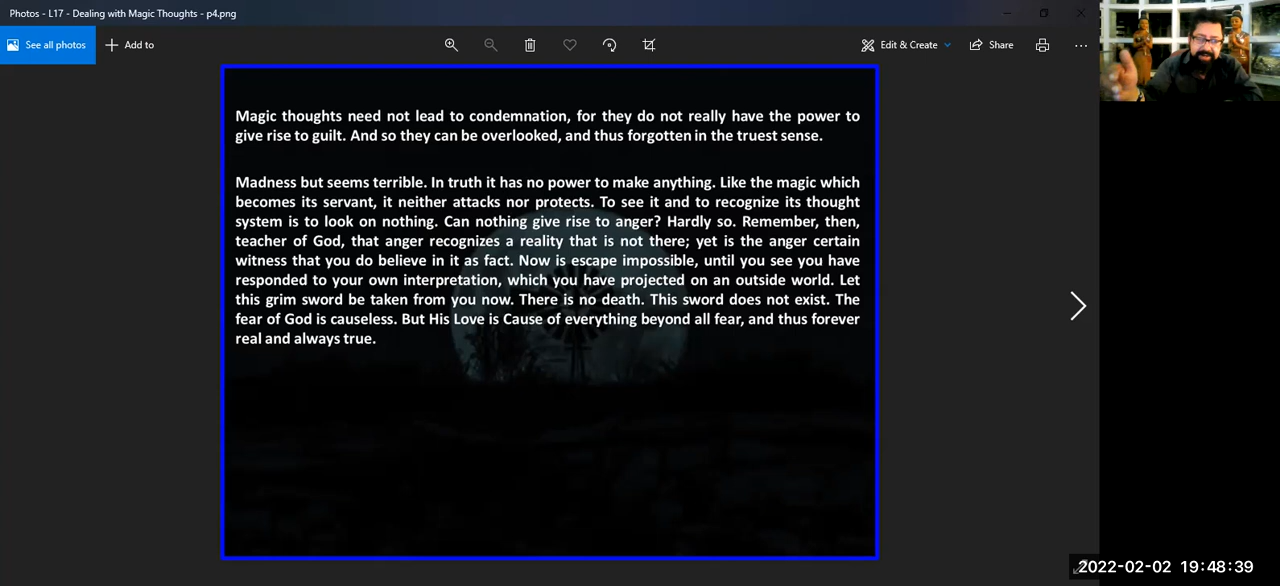 Photos - L17 - Dealing with Magic Thoughts - p4.png
See all photos
Add to
Edit & Create
Share
Magic thoughts need not lead to condemnation, for they do not really have the power to
give rise to guilt. And so they can be overlooked, and thus forgotten in the truest sense.
Madness but seems terrible. In truth it has no power to make anything. Like the magic which
becomes its servant, it neither attacks nor protects. To see it and to recognize its thought
system is to look on nothing. Can nothing give rise to anger? Hardly so. Remember, then,
teacher of God, that anger recognizes a reality that is not there; yet is the anger certain
witness that you do believe in it as fact. Now is escape impossible, until you see you have
responded to your own interpretation, which you have projected on an outside world. Let
this grim sword be taken from you now. There is no death. This sword does not exist. The
fear of God is causeless. But His Love is Cause of everything beyond all fear, and thus forever
real and always true.
2022-02-02 19:48:39